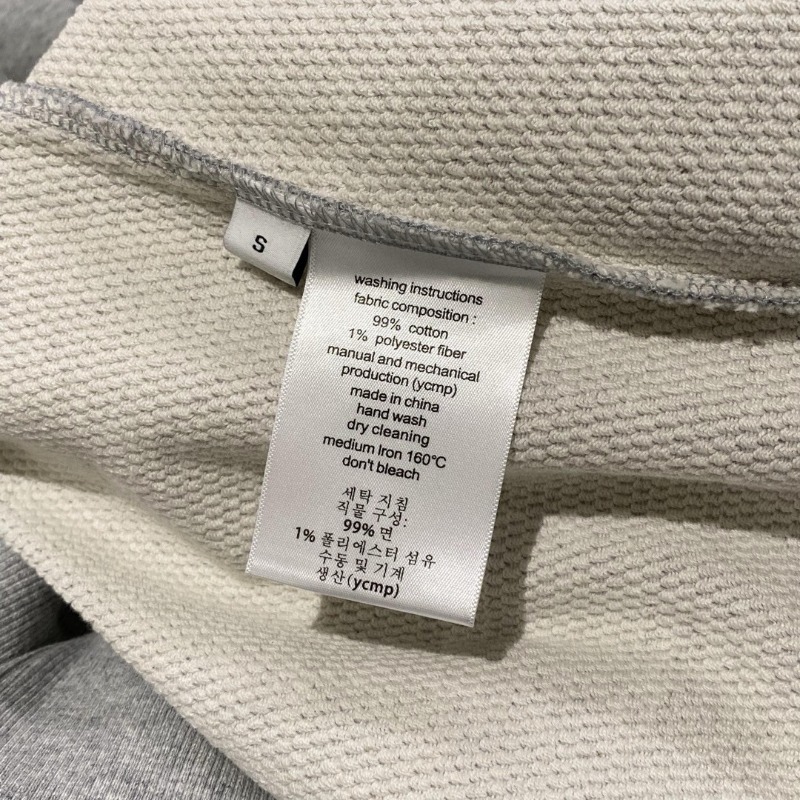 S
washing instructions
fabric composition :
99% cotton
1% polyester fiber
manual and mechanical
production (ycmp)
made in china
hand wash
dry cleaning
medium Iron 160°C
don't bleach
세탁 지침
직물 구성:
99% 면
1% 폴리에스터 섬유
수동 및 기계
생산(ycmp)